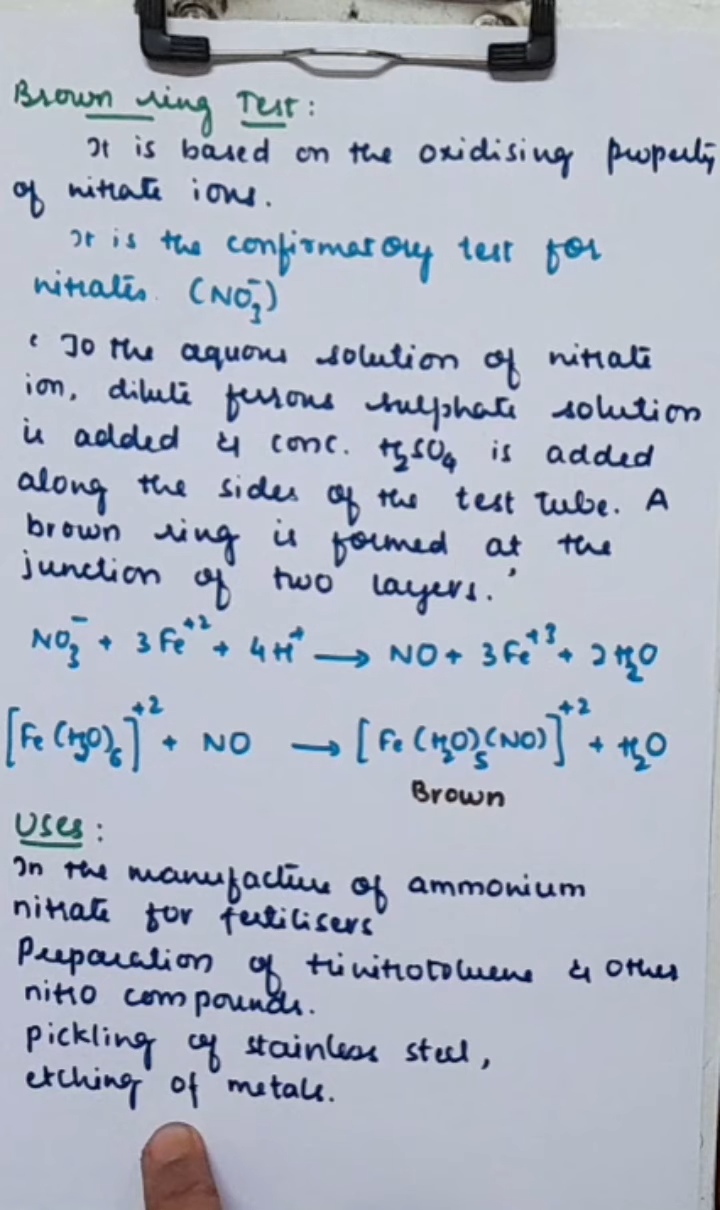 Brown ring Test:
It is based on the oxidising property
of nitrate ions.
It is the confirmatory test for
nitrates. (NO₃⁻)
‘ To the aquous solution of nitrate
ion, dilute ferrous sulphate solution
is added & conc. H₂SO₄ is added
along the sides of the test tube. A
brown ring is formed at the
junction of two layers.’
NO₃⁻ + 3Fe⁺² + 4H⁺ → NO + 3Fe⁺³ + 2H₂O
[Fe(H₂O)₆]⁺² + NO → [Fe(H₂O)₅(NO)]⁺² + H₂O
Brown
Uses:
In the manufacture of ammonium
nitrate for fertilisers
Preparation of trinitrotoluene & other
nitro compounds.
pickling of stainless steel,
etching of metals.